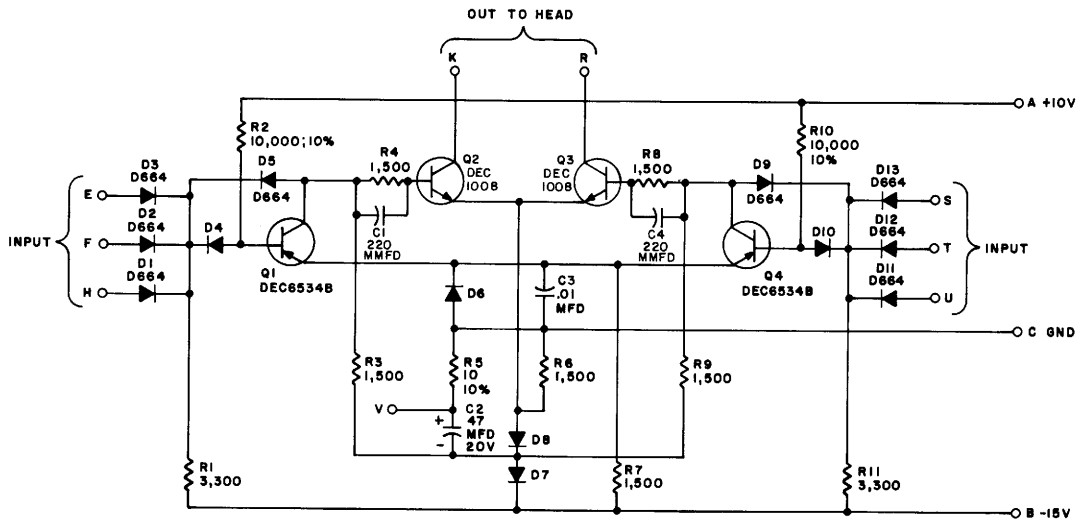 OUT TO HEAD
K
R
A +10V
R2
10,000; 10%
R10
10,000
10%
D3
D664
D5
D664
R4
1,500
Q2
DEC
1008
Q3
DEC
1008
R8
1,500
D9
D664
D13
D664
E
S
INPUT
D2
D664
F
D4
C1
220
MMFD
C4
220
MMFD
D10
D12
D664
T
INPUT
D1
D664
H
Q1
DEC6534B
Q4
DEC6534B
D11
D664
U
D6
C3
.01
MFD
C GND
R3
1,500
R5
10
10%
R6
1,500
R9
1,500
V
+
C2
47
MFD
20V
-
D8
D7
R7
1,500
R1
3,300
R11
3,300
B -15V